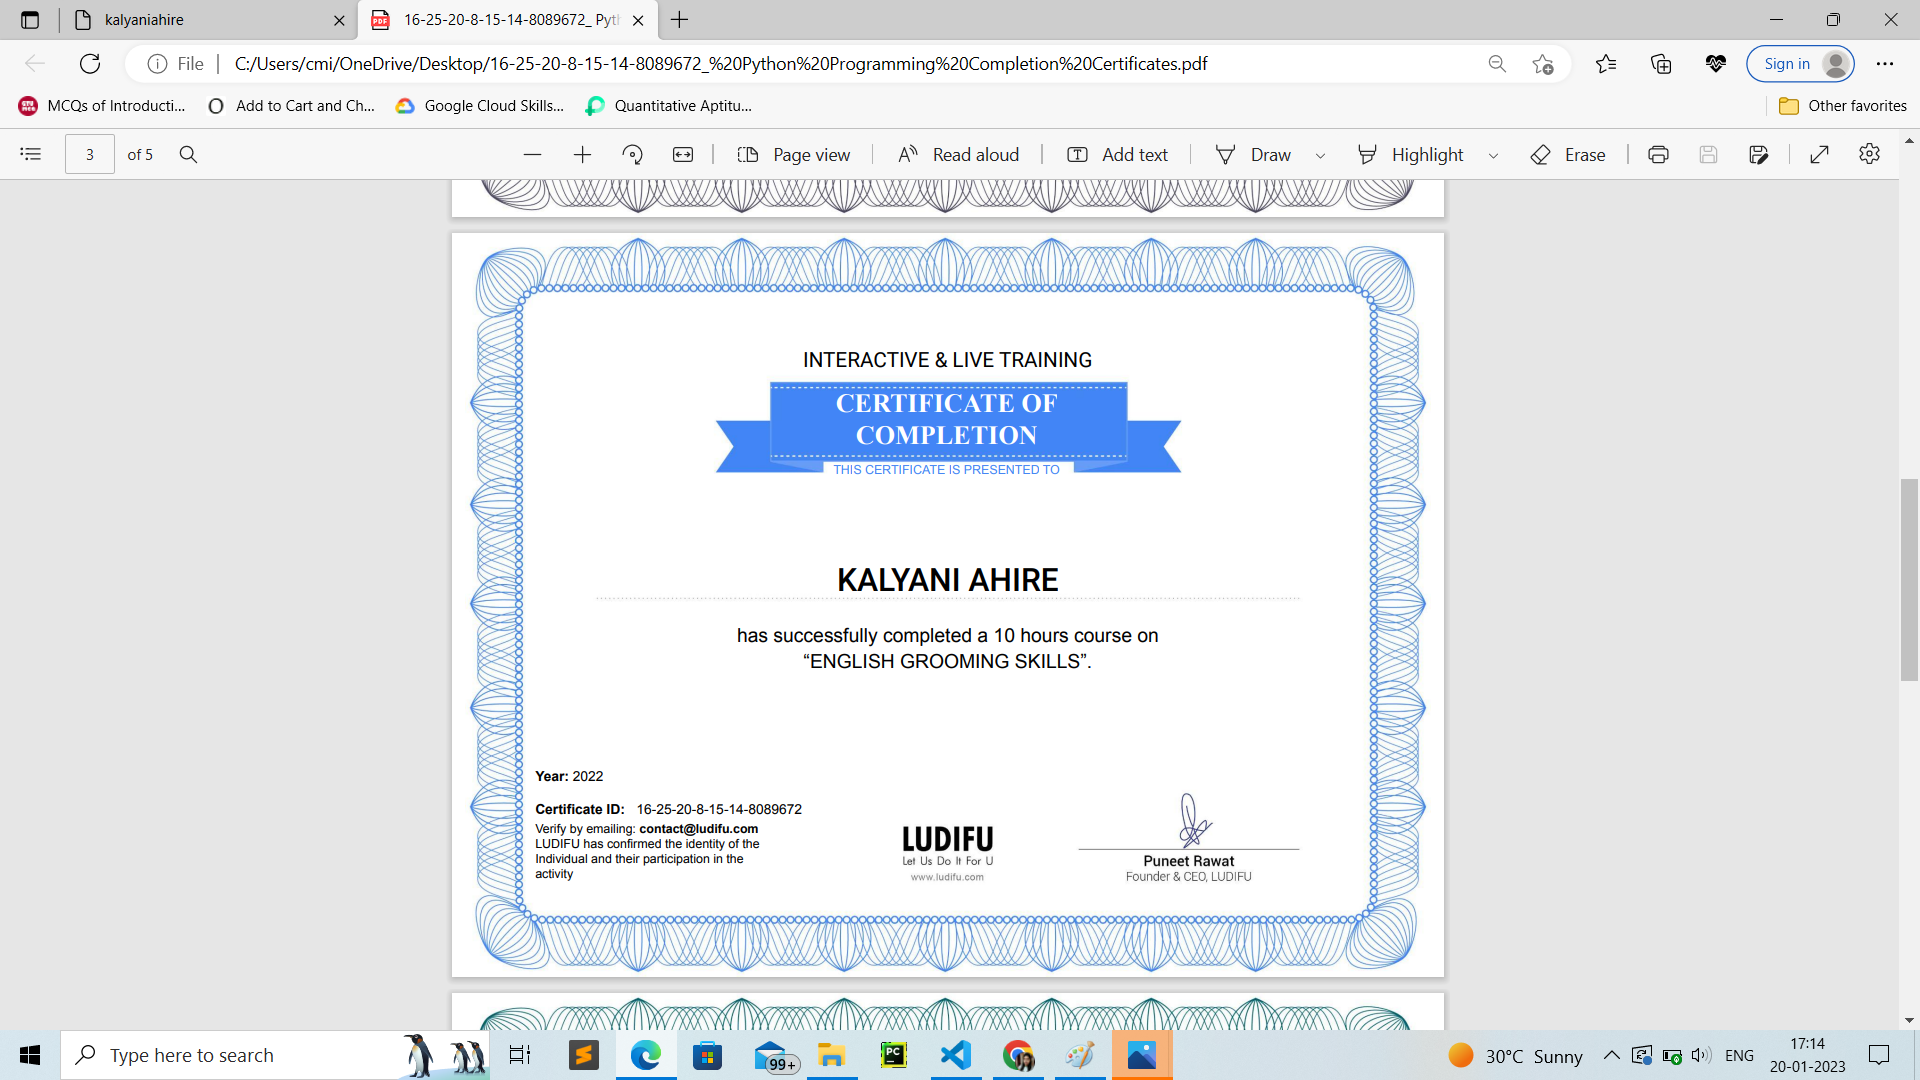 kalyaniahire
16-25-20-8-15-14-8089672_ Pyth
File
C:/Users/cmi/OneDrive/Desktop/16-25-20-8-15-14-8089672_%20Python%20Programming%20Completion%20Certificates.pdf
Sign in
MCQs of Introducti...
Add to Cart and Ch...
Google Cloud Skills...
Quantitative Aptitu...
Other favorites
3 of 5
Page view
Read aloud
Add text
Draw
Highlight
Erase
INTERACTIVE & LIVE TRAINING
CERTIFICATE OF
COMPLETION
THIS CERTIFICATE IS PRESENTED TO
KALYANI AHIRE
has successfully completed a 10 hours course on
“ENGLISH GROOMING SKILLS”.
Year: 2022
Certificate ID: 16-25-20-8-15-14-8089672
Verify by emailing: contact@ludifu.com
LUDIFU has confirmed the identity of the
Individual and their participation in the
activity
LUDIFU
Let Us Do It For U
www.ludifu.com
Puneet Rawat
Founder & CEO, LUDIFU
Type here to search
99+
30°C Sunny
ENG
17:14
20-01-2023